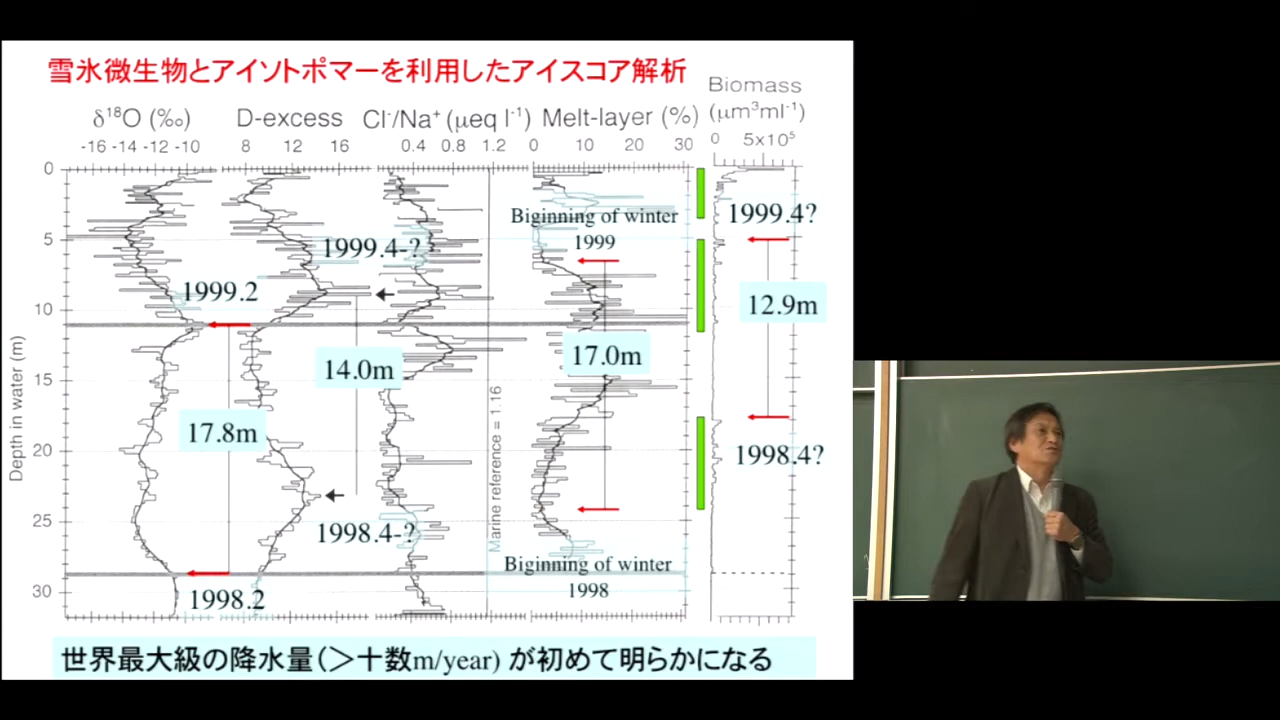 雪氷微生物とアイソトポマーを利用したアイスコア解析
Biomass
(μm³ml⁻¹)
δ¹⁸O (‰)
D-excess
Cl⁻/Na⁺ (μeq l⁻¹)
Melt-layer (%)
-16 -14 -12 -10
8 12 16
0.4 0.8 1.2
0 10 20 30
0 5x10⁵
Depth in water (m)
0
5
10
15
20
25
30
Biginning of winter
1999
1999.4?
1999.4-?
1999.2
12.9m
17.0m
14.0m
17.8m
Marine reference = 1.16
1998.4?
1998.4-?
Biginning of winter
1998
1998.2
世界最大級の降水量(＞十数m/year) が初めて明らかになる